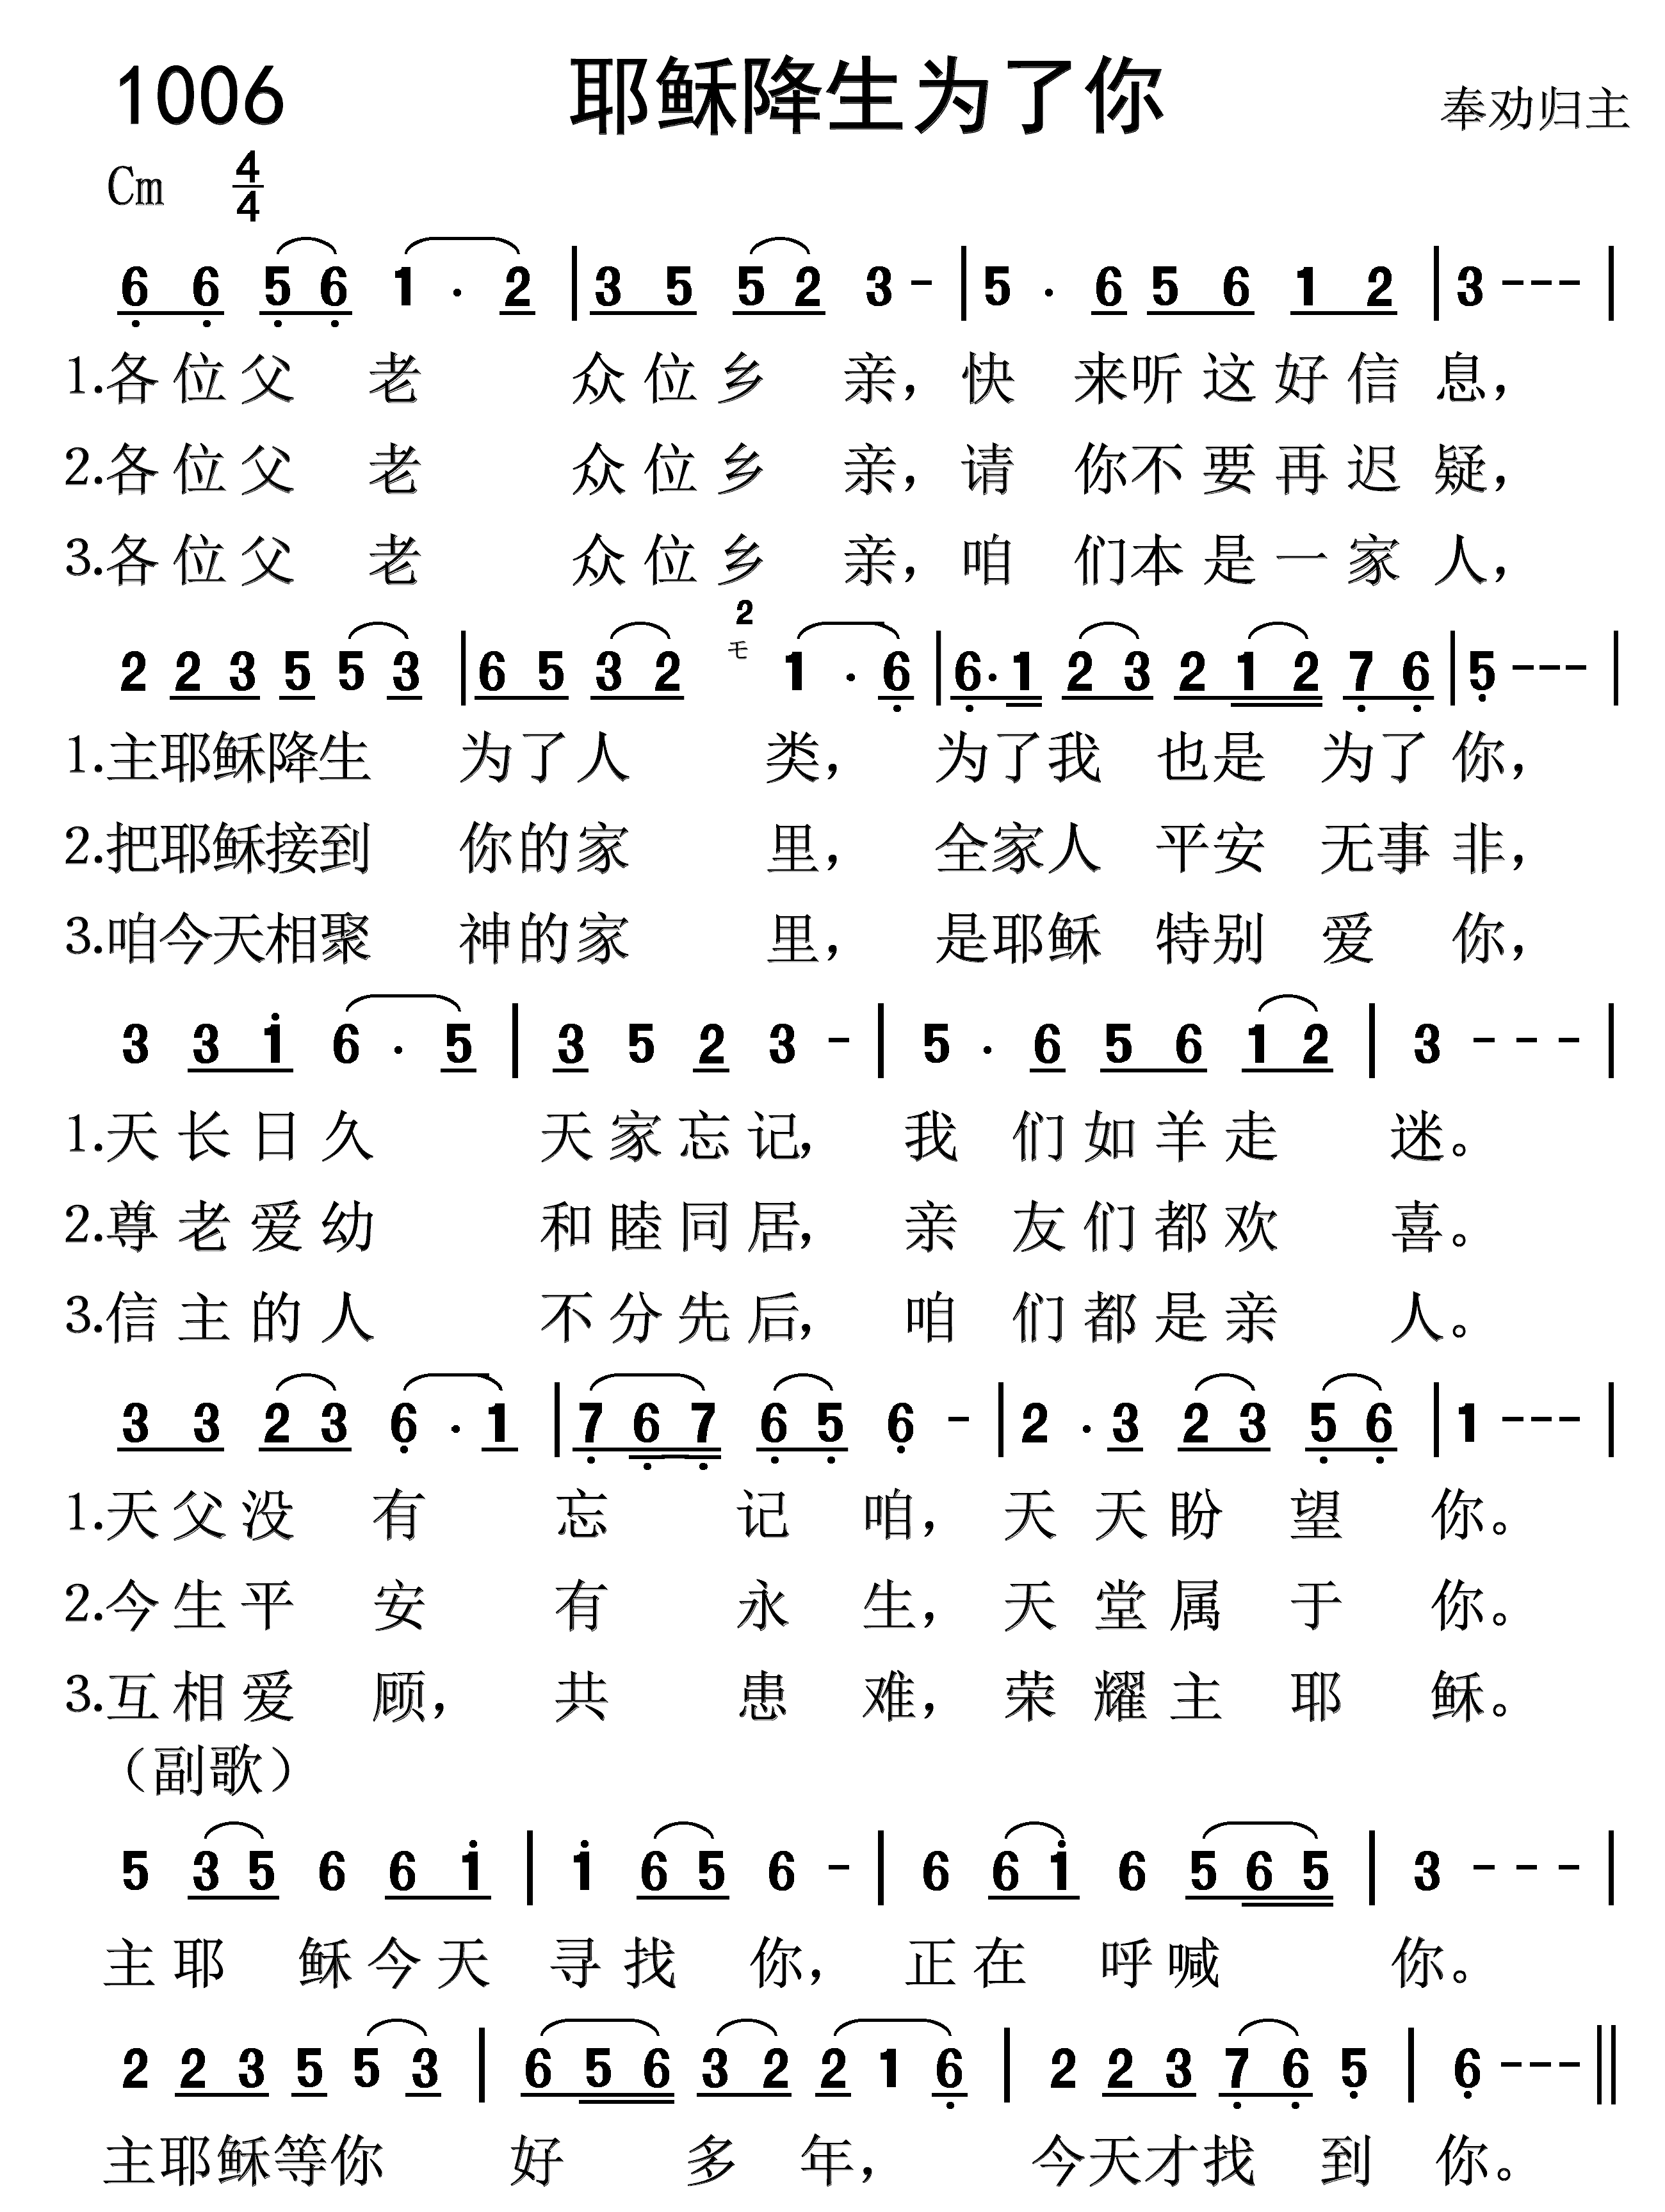 1006 耶稣降生为了你 奉劝归主
Cm 4/4
6 6 5 6 1 · 2 | 3 5 5 2 3 - | 5 · 6 5 6 1 2 | 3 - - - |
1.各位父 老 众位乡 亲，快 来听这好信 息，
2.各位父 老 众位乡 亲，请 你不要再迟 疑，
3.各位父 老 众位乡 亲，咱 们本是一家 人，
2
2 2 3 5 5 3 | 6 5 3 2 1 · 6 | 6· 1 2 3 2 1 2 7 6 | 5 - - - |
1.主耶稣降生 为了人 类， 为了我 也是 为了 你，
2.把耶稣接到 你的家 里， 全家人 平安 无事 非，
3.咱今天相聚 神的家 里， 是耶稣 特别 爱 你，
3 3 1 6 · 5 | 3 5 2 3 - | 5 · 6 5 6 1 2 | 3 - - - |
1.天长日久 天家忘记， 我 们如羊走 迷。
2.尊老爱幼 和睦同居， 亲 友们都欢 喜。
3.信主的人 不分先后， 咱 们都是亲 人。
3 3 2 3 6 · 1 | 7 6 7 6 5 6 - | 2 · 3 2 3 5 6 | 1 - - - |
1.天父没 有 忘 记 咱， 天 天盼 望 你。
2.今生平 安 有 永 生， 天 堂属 于 你。
3.互相爱 顾， 共 患 难， 荣 耀主 耶 稣。
（副歌）
5 3 5 6 6 1 | 1 6 5 6 - | 6 6 1 6 5 6 5 | 3 - - - |
主耶 稣今天 寻找 你， 正在 呼喊 你。
2 2 3 5 5 3 | 6 5 6 3 2 2 1 6 | 2 2 3 7 6 5 | 6 - - - ||
主耶稣等你 好 多 年， 今天才找 到 你。